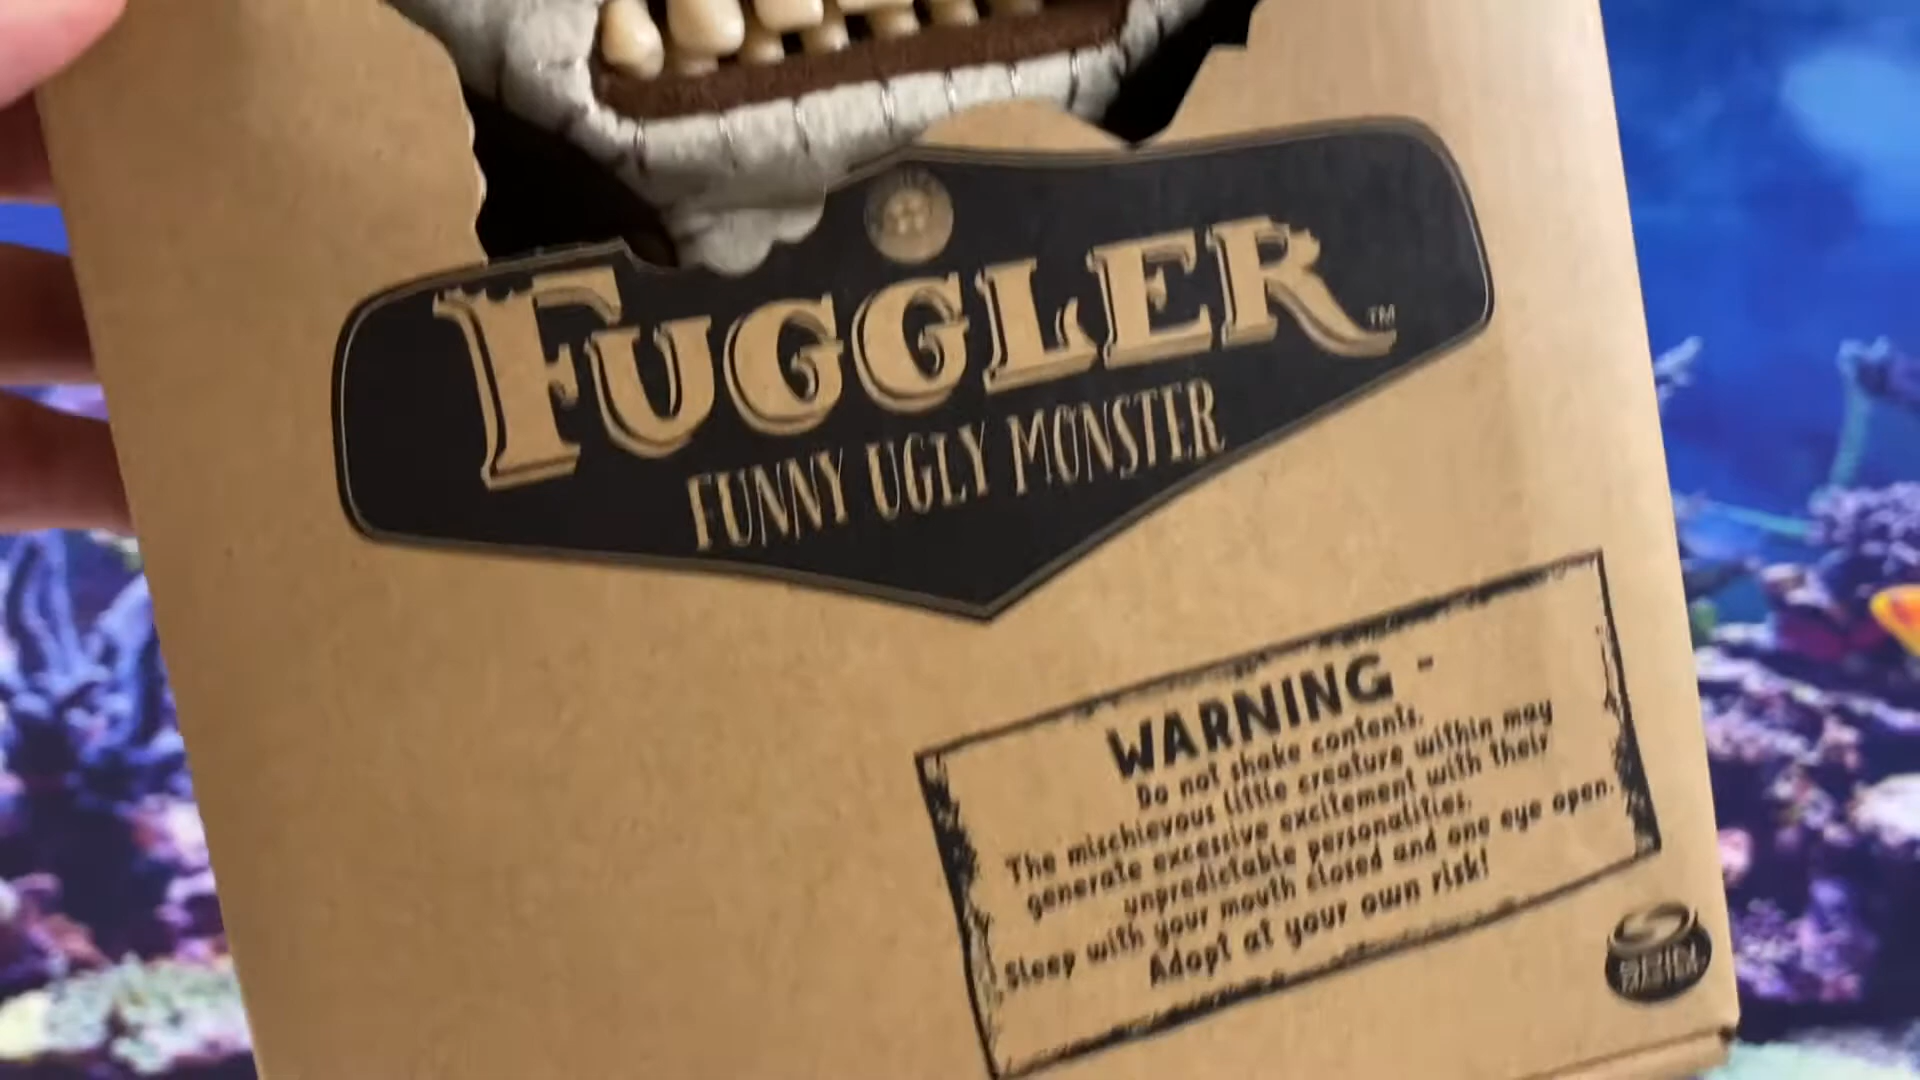 FUGGLER™
FUNNY UGLY MONSTER
WARNING -
Do not shake contents.
The mischievous little creature within may
generate excessive excitement with their
unpredictable personalities.
Sleep with your mouth closed and one eye open.
Adopt at your own risk!